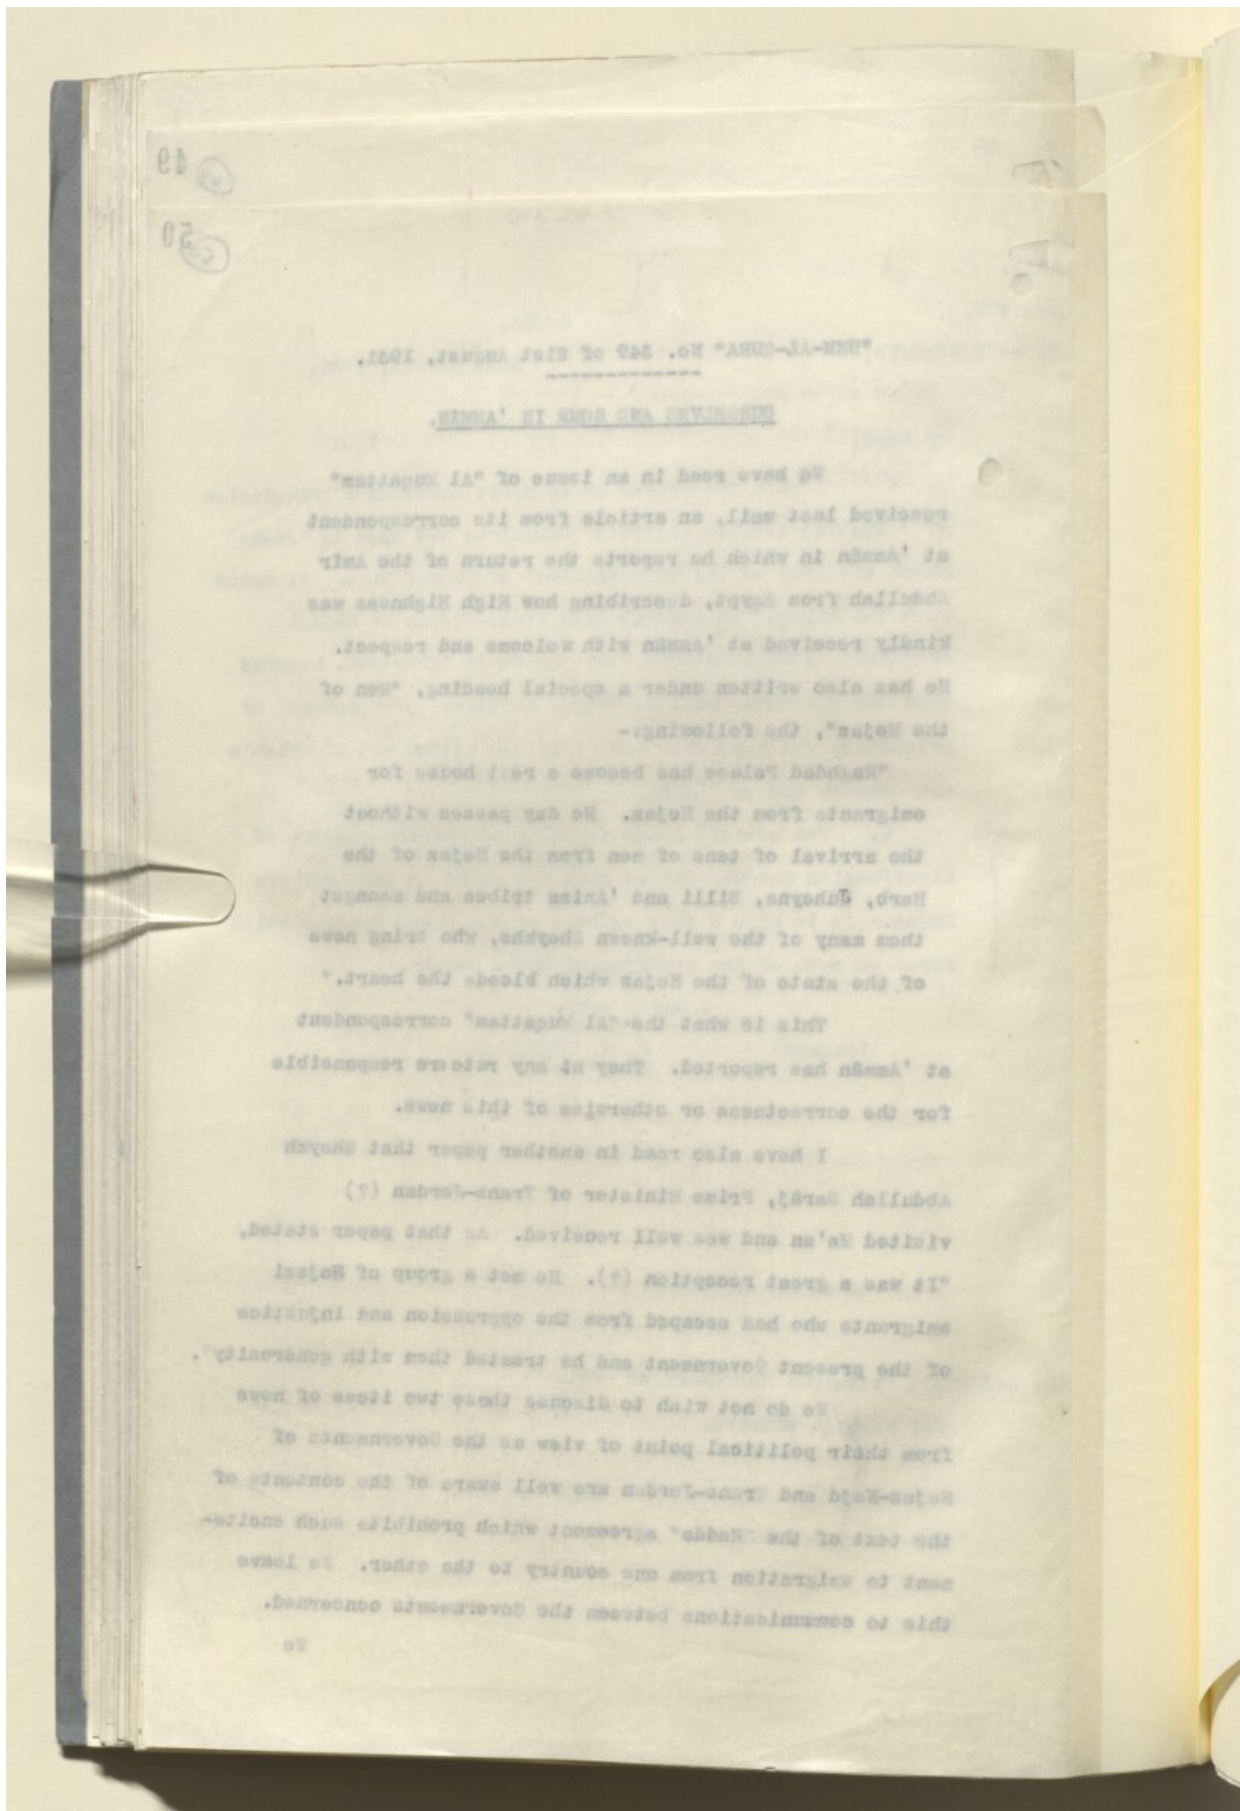 49
50
"UMM-AL-QURA" No. 349 of 21st August, 1931.
OURSELVES AND SOME IN 'AMMĀN.
We have read in an issue of "Al Muqattam"
received last mail, an article from its correspondent
at 'Ammān in which he reports the return of the Amīr
Abdullah from Egypt, describing how High Highness was
kindly received at 'Ammān with welcome and respect.
He has also written under a special heading, "Men of
the Hejaz", the following:-
"Raghdad Palace has become a rest house for
emigrants from the Hejaz. No day passes without
the arrival of tens of men from the Hejaz of the
Harb, Juheyna, Billi and 'Aniza tribes and amongst
them many of the well-known Sheykhs, who bring news
of the state of the Hejaz which bleeds the heart."
This is what the "Al Muqattam" correspondent
at 'Ammān has reported. They at any rate are responsible
for the correctness or otherwise of this news.
I have also read in another paper that Sheykh
Abdullah Sarāj, Prime Minister of Trans-Jordan (?)
visited Ma'an and was well received. As that paper stated,
"It was a great reception (?). He met a group of Hejazi
emigrants who had escaped from the oppression and injustice
of the present Government and he treated them with generosity".
We do not wish to discuss these two items of news
from their political point of view as the Governments of
Hejaz-Nejd and Trans-Jordan are well aware of the contents of
the text of the "Hadda" agreement which prohibits such excite-
ment to emigration from one country to the other. We leave
this to communications between the Governments concerned.
We